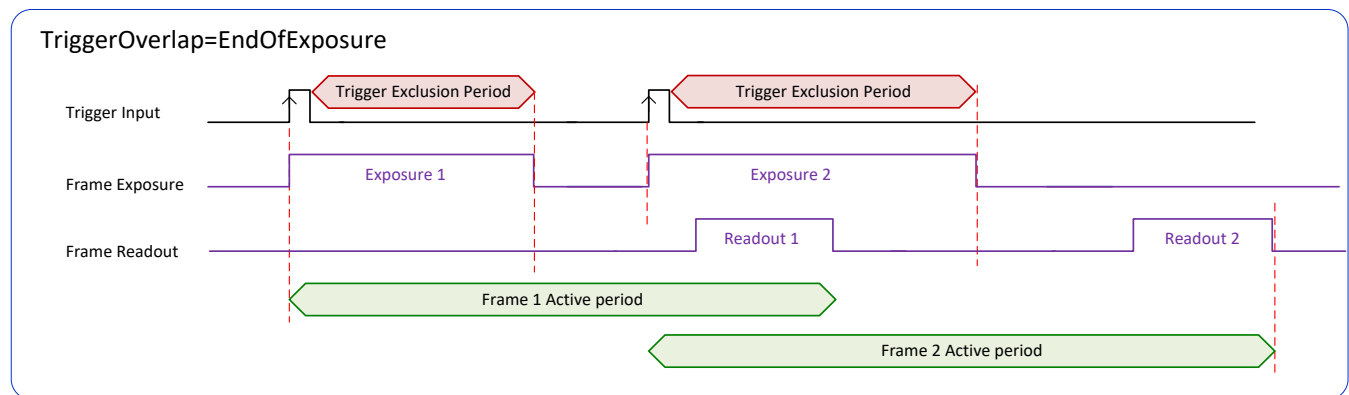 TriggerOverlap=EndOfExposure
Trigger Input
Trigger Exclusion Period
Trigger Exclusion Period
Frame Exposure
Exposure 1
Exposure 2
Frame Readout
Readout 1
Readout 2
Frame 1 Active period
Frame 2 Active period